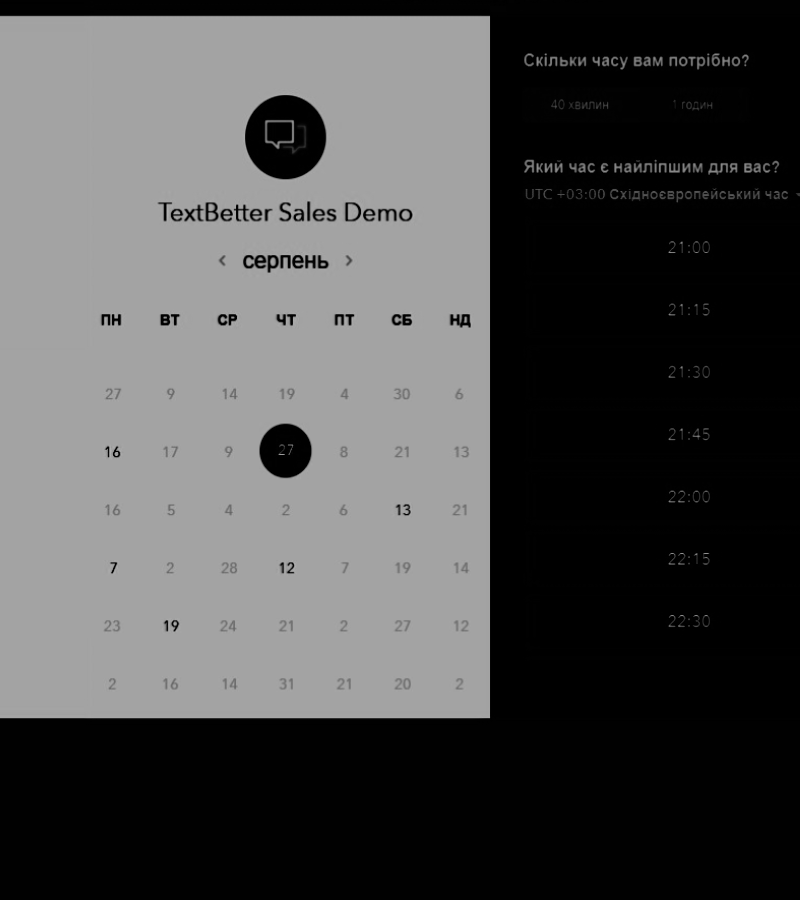 TextBetter Sales Demo
серпень
ПН ВТ СР ЧТ ПТ СБ НД
27 9 14 19 4 30 6
16 17 9 27 8 21 13
16 5 4 2 6 13 21
7 2 28 12 7 19 14
23 19 24 21 2 27 12
2 16 14 31 21 20 2
Скільки часу вам потрібно?
40 хвилин 1 годин
Який час є найліпшим для вас?
UTC +03:00 Східноєвропейський час
21:00
21:15
21:30
21:45
22:00
22:15
22:30